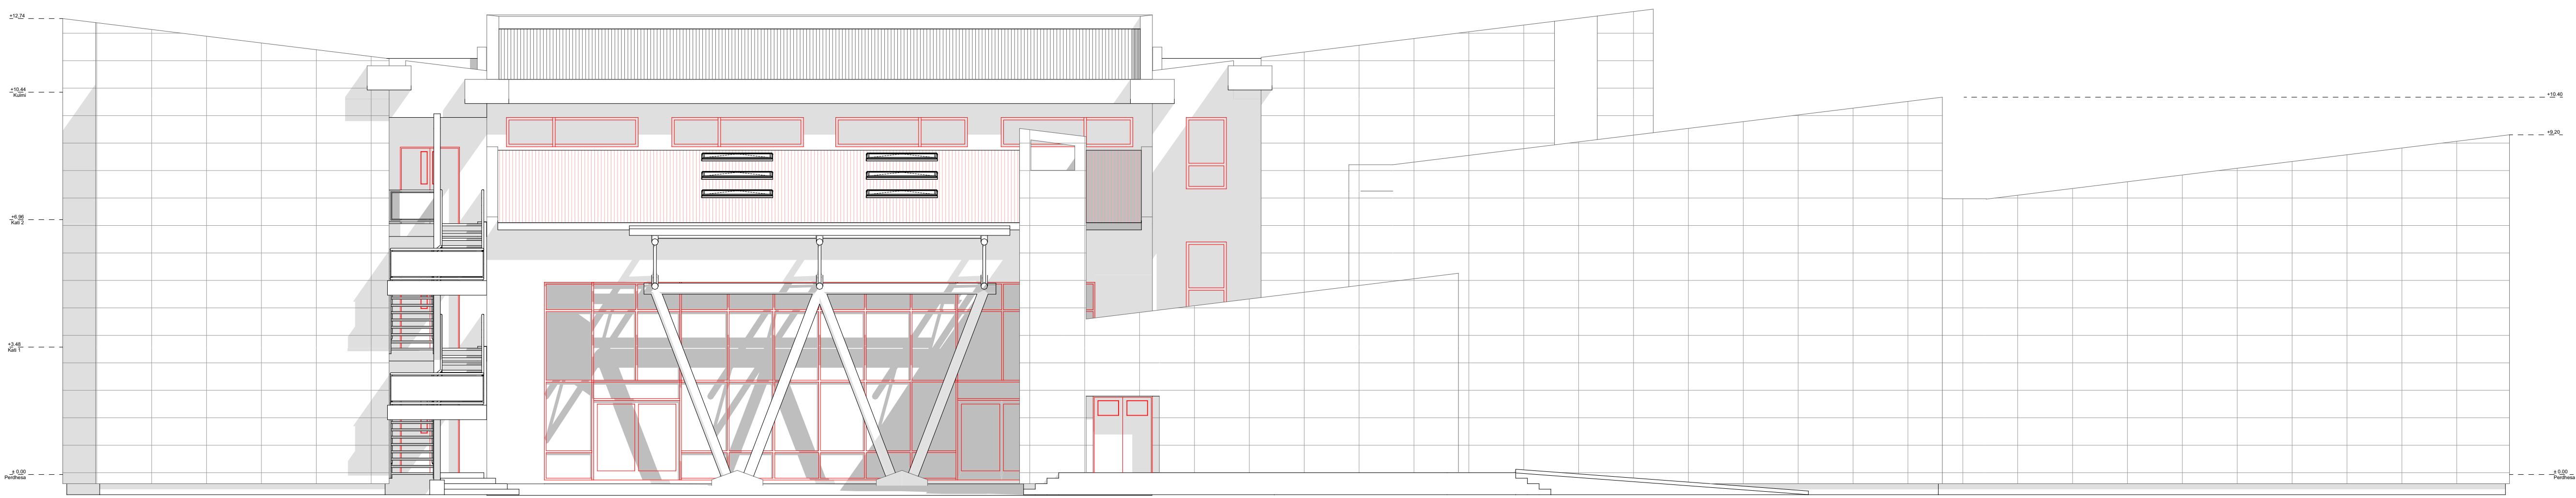 +12.74
+10.44
Kulmi
+6.96
Kati 2
+3.48
Kati 1
± 0.00
Perdhesa
+10.40
+9.20
± 0.00
Perdhesa